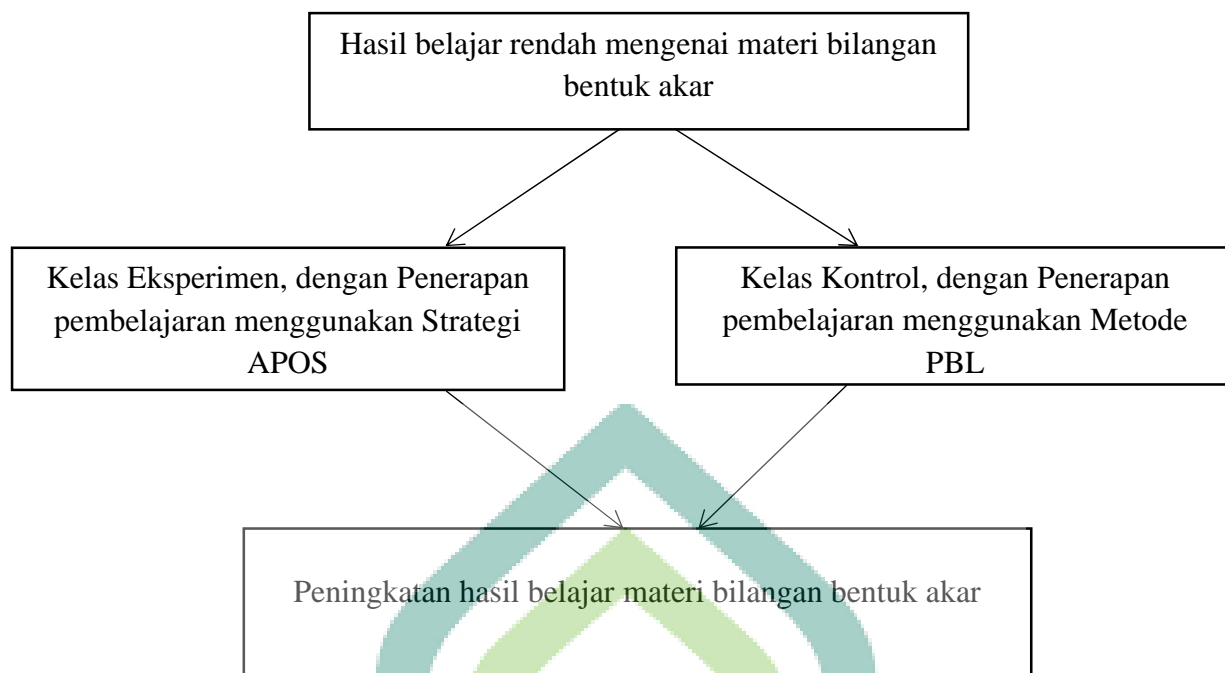 Hasil belajar rendah mengenai materi bilangan
bentuk akar
Kelas Eksperimen, dengan Penerapan
pembelajaran menggunakan Strategi
APOS
Kelas Kontrol, dengan Penerapan
pembelajaran menggunakan Metode
PBL
Peningkatan hasil belajar materi bilangan bentuk akar